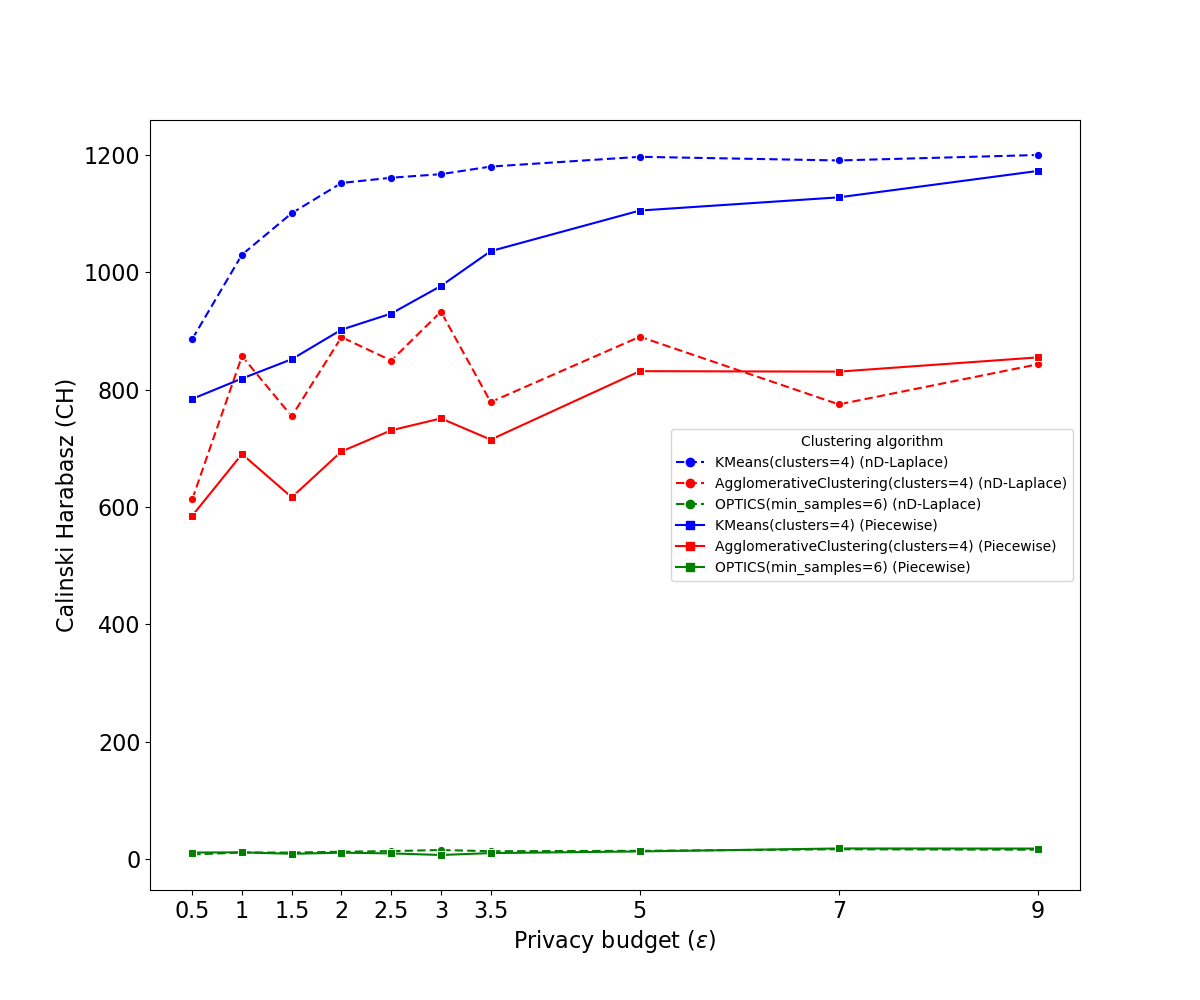 1200
1000
800
600
400
200
0
Calinski Harabasz (CH)
Clustering algorithm
KMeans(clusters=4) (nD-Laplace)
AgglomerativeClustering(clusters=4) (nD-Laplace)
OPTICS(min_samples=6) (nD-Laplace)
KMeans(clusters=4) (Piecewise)
AgglomerativeClustering(clusters=4) (Piecewise)
OPTICS(min_samples=6) (Piecewise)
0.5 1 1.5 2 2.5 3 3.5 5 7 9
Privacy budget (ε)